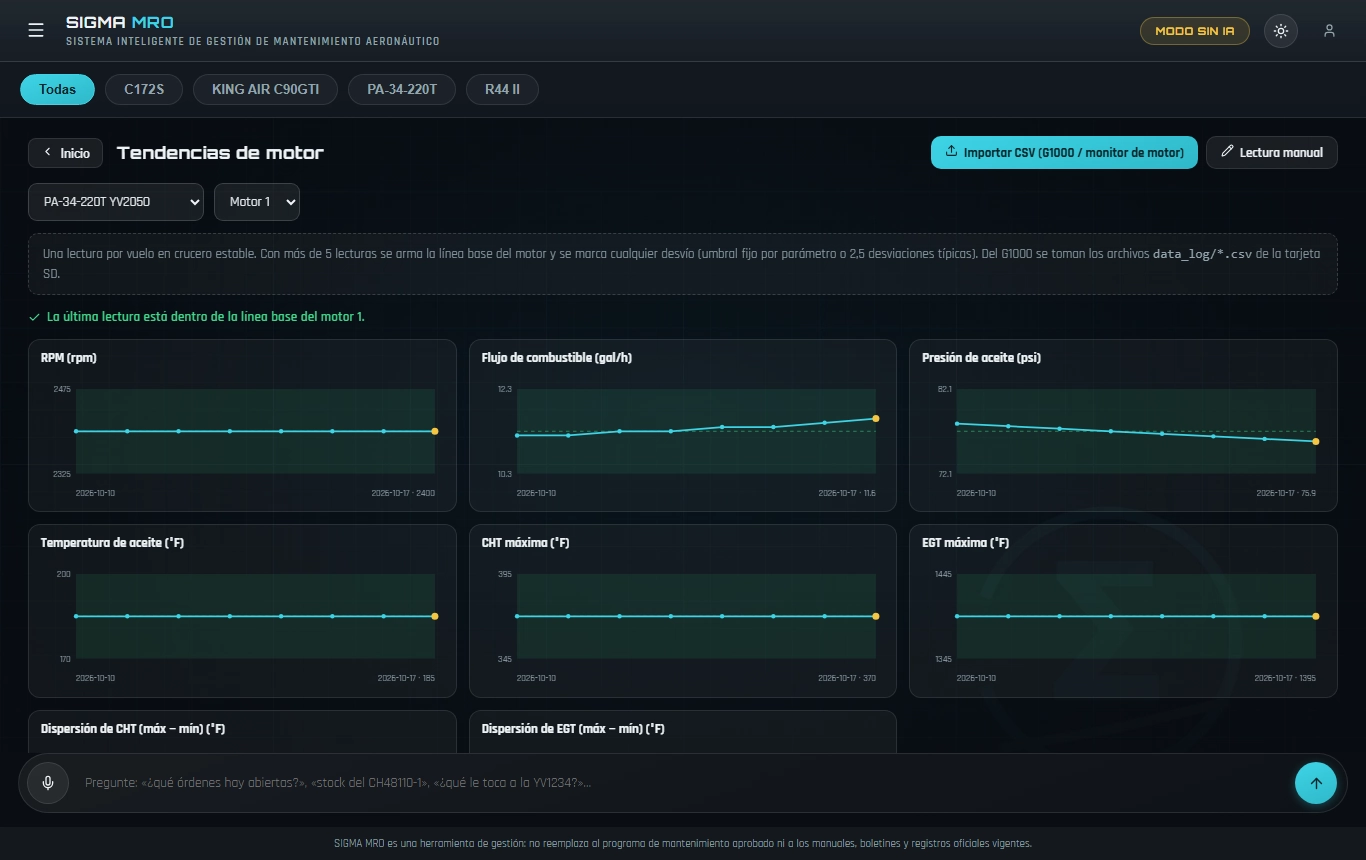 SIGMA MRO
SISTEMA INTELIGENTE DE GESTIÓN DE MANTENIMIENTO AERONÁUTICO
MODO SIN IA
Todas
C172S
KING AIR C90GTI
PA-34-220T
R44 II
Inicio
Tendencias de motor
Importar CSV (G1000 / monitor de motor)
Lectura manual
PA-34-220T YV2050
Motor 1
Una lectura por vuelo en crucero estable. Con más de 5 lecturas se arma la línea base del motor y se marca cualquier desvío (umbral fijo por parámetro o 2,5 desviaciones típicas). Del G1000 se toman los archivos data_log/*.csv de la tarjeta
SD.
La última lectura está dentro de la línea base del motor 1.
RPM (rpm)
2475
2325
2026-10-10
2026-10-17 · 2400
Flujo de combustible (gal/h)
12.3
10.3
2026-10-10
2026-10-17 · 11.6
Presión de aceite (psi)
82.1
72.1
2026-10-10
2026-10-17 · 75.9
Temperatura de aceite (°F)
200
170
2026-10-10
2026-10-17 · 185
CHT máxima (°F)
395
345
2026-10-10
2026-10-17 · 370
EGT máxima (°F)
1445
1345
2026-10-10
2026-10-17 · 1395
Dispersión de CHT (máx – mín) (°F)
Dispersión de EGT (máx – mín) (°F)
Pregunte: «¿qué órdenes hay abiertas?», «stock del CH48110-1», «¿qué le toca a la YV1234?»...
SIGMA MRO es una herramienta de gestión: no reemplaza al programa de mantenimiento aprobado ni a los manuales, boletines y registros oficiales vigentes.